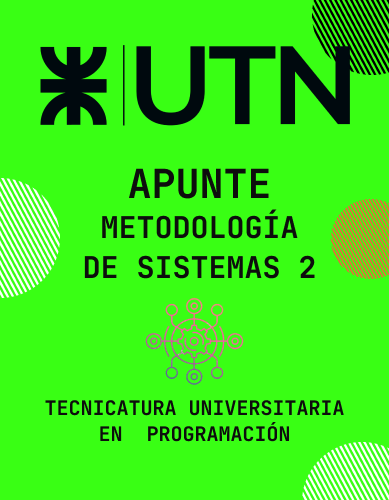 UTN
APUNTE
METODOLOGÍA
DE SISTEMAS 2
TECNICATURA UNIVERSITARIA
EN PROGRAMACIÓN